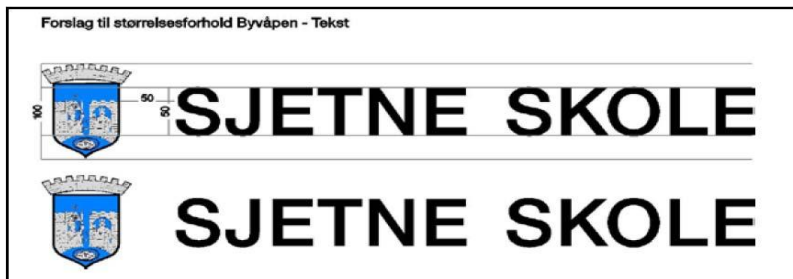 Forslag til størrelsesforhold Byvåpen - Tekst
100 50 50 SJETNE SKOLE
SJETNE SKOLE